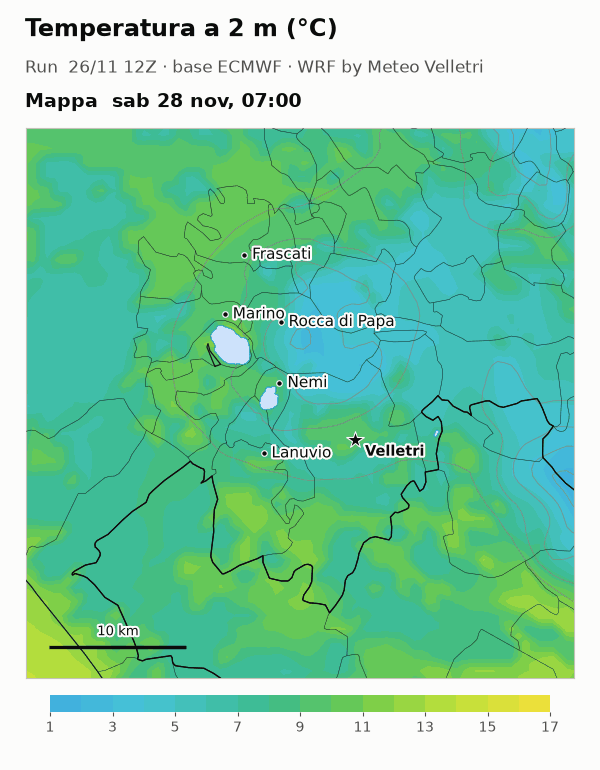 Temperatura a 2 m (°C)
Run  26/11 12Z · base ECMWF · WRF by Meteo Velletri
Mappa  sab 28 nov, 07:00
Frascati
Marino
Rocca di Papa
Nemi
Velletri
Lanuvio
10 km
1 3 5 7 9 11 13 15 17